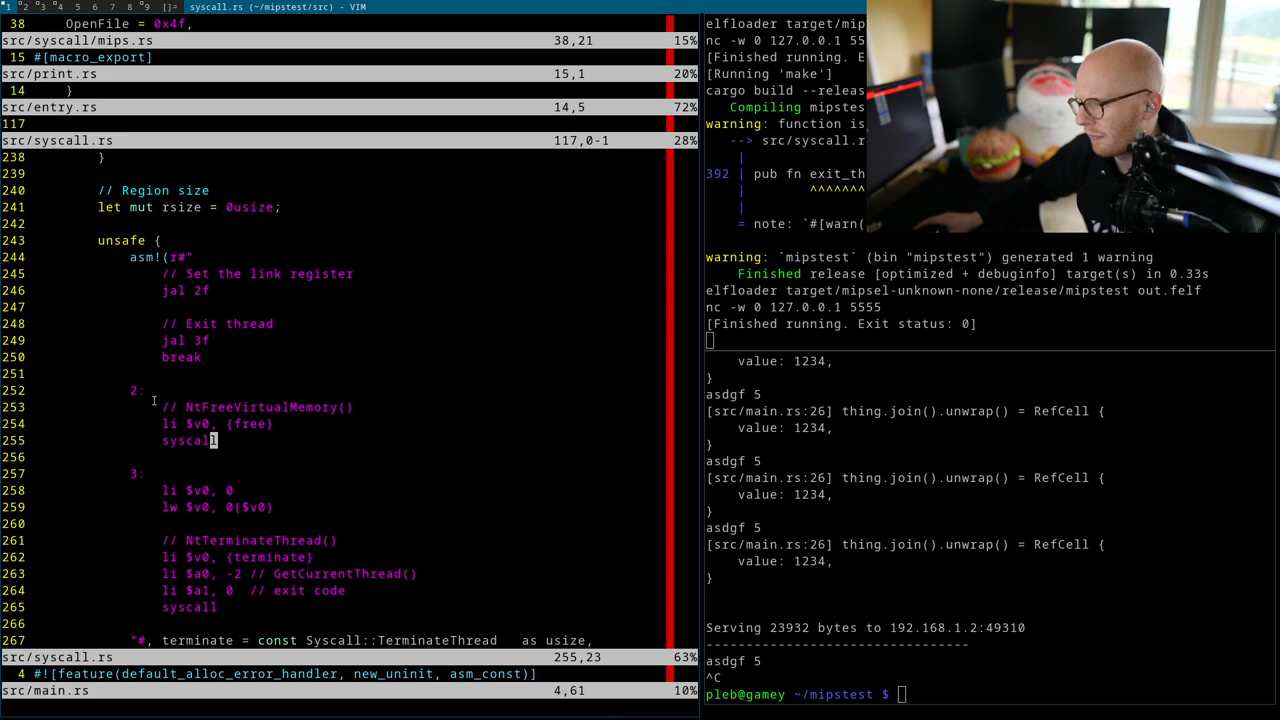 1 2 3 4 5 6 7 8 9 []= syscall.rs (~/mipstest/src) - VIM
38     OpenFile = 0x4f,
src/syscall/mips.rs 38,21 15%
15 #[macro_export]
src/print.rs 15,1 20%
14     }
src/entry.rs 14,5 72%
117
src/syscall.rs 117,0-1 28%
238         }
239
240         // Region size
241         let mut rsize = 0usize;
242
243         unsafe {
244             asm!(r#"
245                 // Set the link register
246                 jal 2f
247
248                 // Exit thread
249                 jal 3f
250                 break
251
252             2:
253                 // NtFreeVirtualMemory()
254                 li $v0, {free}
255                 syscall
256
257             3:
258                 li $v0, 0
259                 lw $v0, 0($v0)
260
261                 // NtTerminateThread()
262                 li $v0, {terminate}
263                 li $a0, -2 // GetCurrentThread()
264                 li $a1, 0  // exit code
265                 syscall
266
267             "#, terminate = const Syscall::TerminateThread   as usize,
src/syscall.rs 255,23 63%
4 #![feature(default_alloc_error_handler, new_uninit, asm_const)]
src/main.rs 4,61 10%
elfloader target/mip
nc -w 0 127.0.0.1 55
[Finished running. E
[Running 'make']
cargo build --releas
   Compiling mipstes
warning: function is
   --> src/syscall.r
    |
392 | pub fn exit_th
    |        ^^^^^^^
    |
    = note: `#[warn(
warning: `mipstest` (bin "mipstest") generated 1 warning
    Finished release [optimized + debuginfo] target(s) in 0.33s
elfloader target/mipsel-unknown-none/release/mipstest out.felf
nc -w 0 127.0.0.1 5555
[Finished running. Exit status: 0]
    value: 1234,
}
asdgf 5
[src/main.rs:26] thing.join().unwrap() = RefCell {
    value: 1234,
}
asdgf 5
[src/main.rs:26] thing.join().unwrap() = RefCell {
    value: 1234,
}
asdgf 5
[src/main.rs:26] thing.join().unwrap() = RefCell {
    value: 1234,
}
Serving 23932 bytes to 192.168.1.2:49310
--------------------------------
asdgf 5
^C
pleb@gamey ~/mipstest $